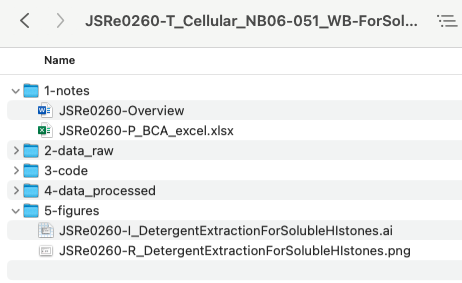 JSRe0260-T_Cellular_NB06-051_WB-ForSol...
Name
1-notes
JSRe0260-Overview
JSRe0260-P_BCA_excel.xlsx
2-data_raw
3-code
4-data_processed
5-figures
JSRe0260-I_DetergentExtractionForSolubleHIstones.ai
JSRe0260-R_DetergentExtractionForSolubleHIstones.png